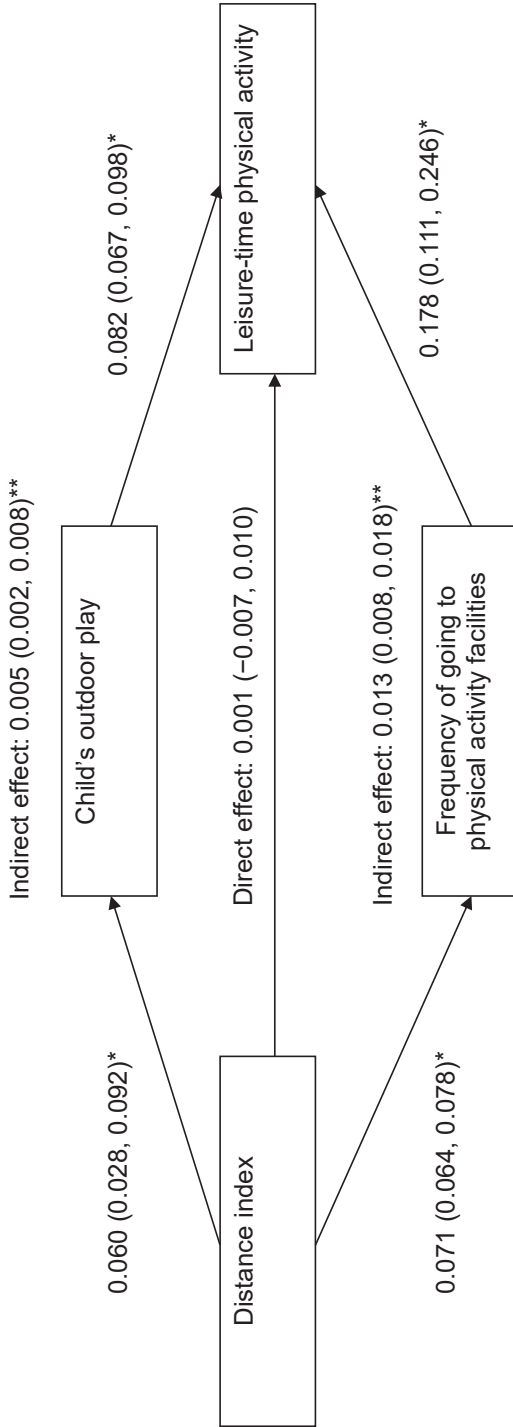 Indirect effect: 0.005 (0.002, 0.008)**
0.060 (0.028, 0.092)*
Child’s outdoor play
0.082 (0.067, 0.098)*
Distance index
Direct effect: 0.001 (−0.007, 0.010)
Leisure-time physical activity
Indirect effect: 0.013 (0.008, 0.018)**
0.071 (0.064, 0.078)*
Frequency of going to
physical activity facilities
0.178 (0.111, 0.246)*